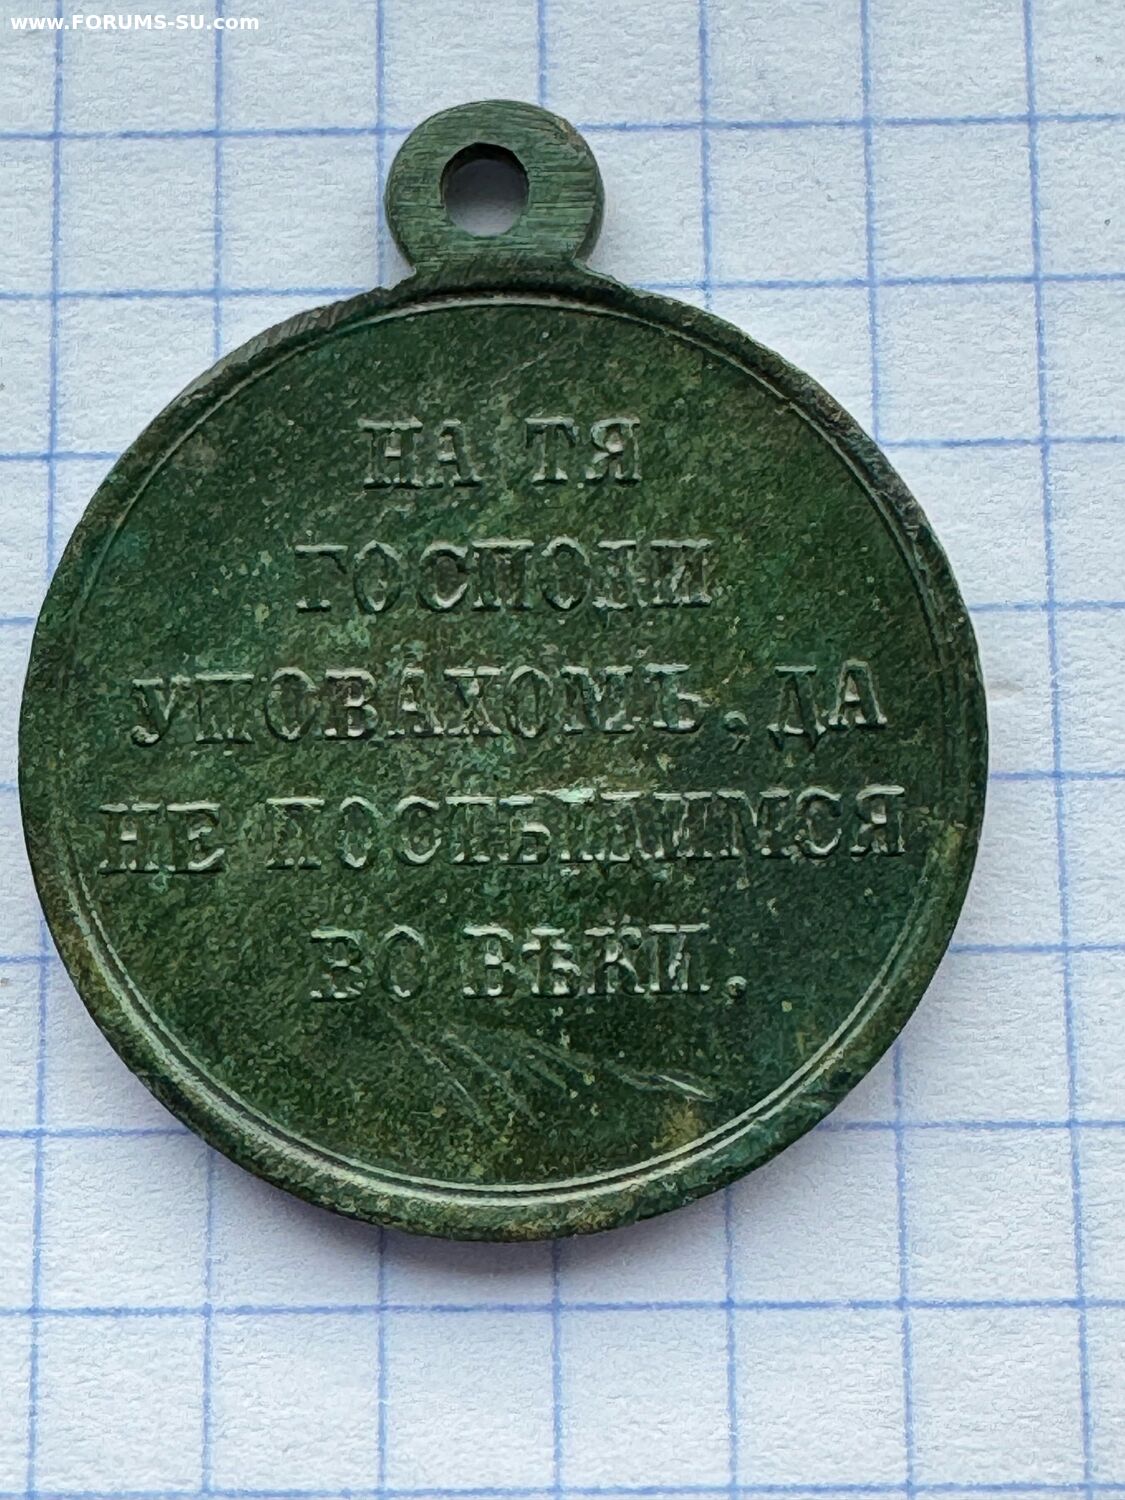 www.FORUMS-SU.com
НА ТЯ
ГОСПОДИ
УПОВАХОМЪ, ДА
НЕ ПОСТЫДИМСЯ
ВО ВѢКИ.